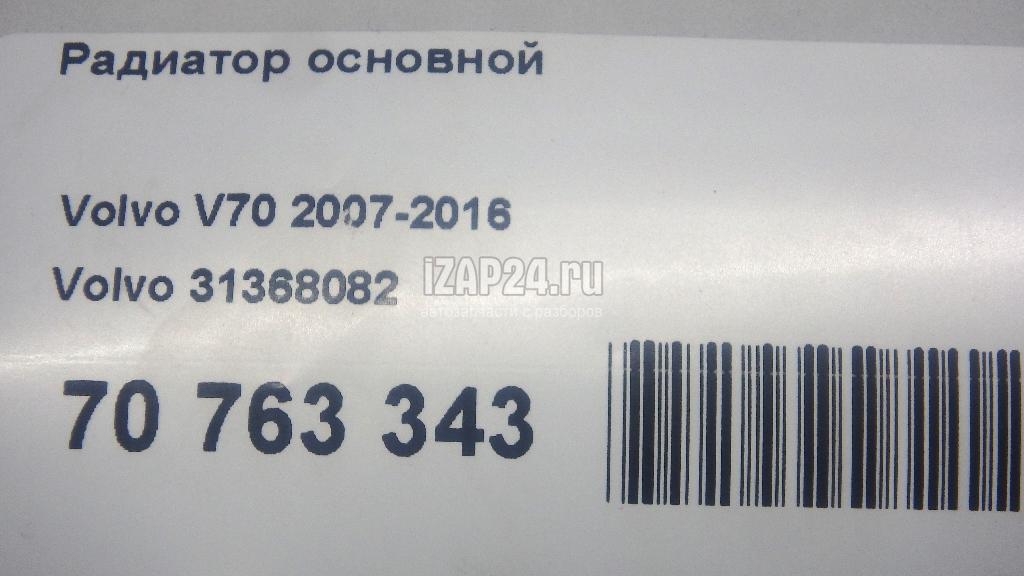 Радиатор основной
Volvo V70 2007-2016
Volvo 31368082
iZAP24.ru
автозапчасти с разборов
70 763 343